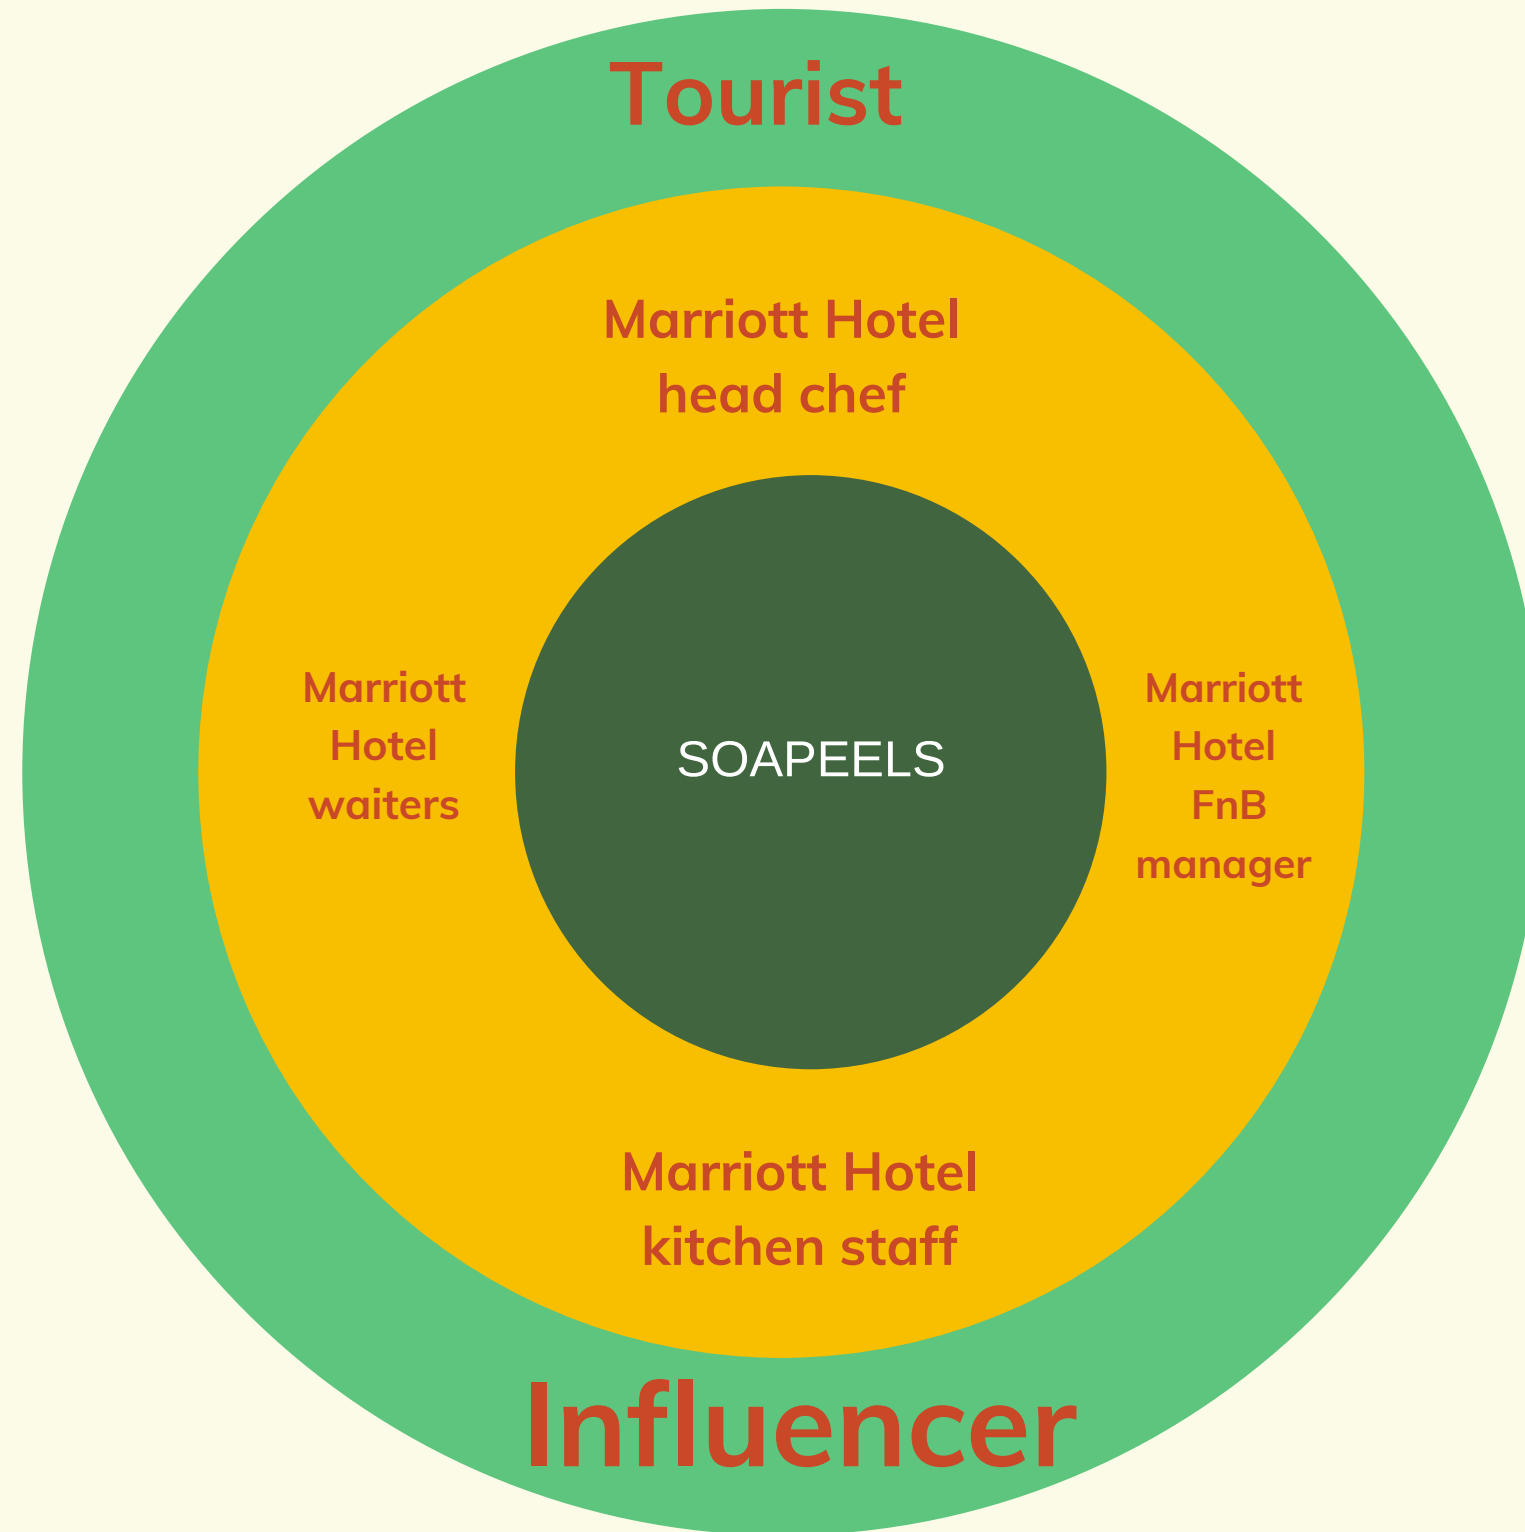 Tourist
Marriott Hotel
head chef
Marriott
Hotel
waiters
SOAPEELS
Marriott
Hotel
FnB
manager
Marriott Hotel
kitchen staff
Influencer